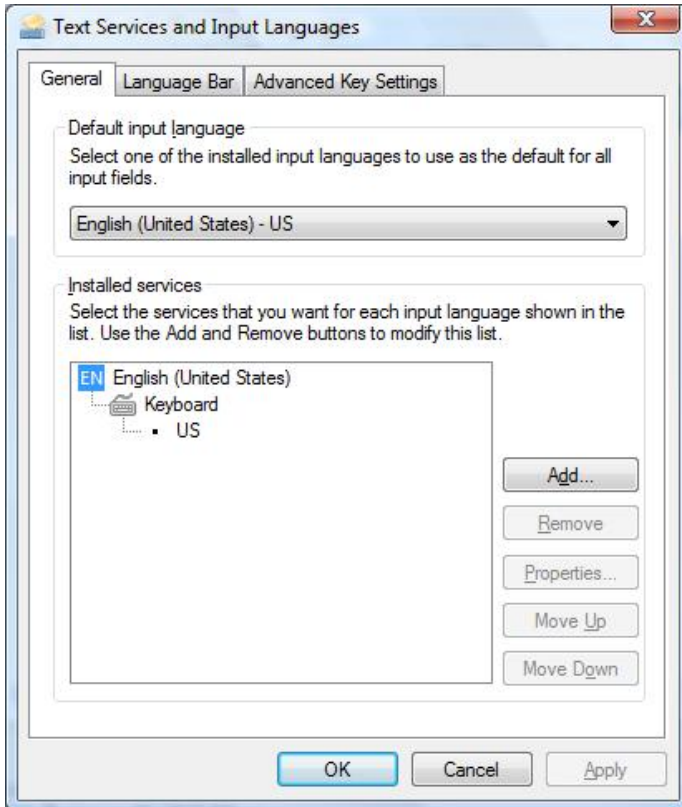 Text Services and Input Languages
General
Language Bar
Advanced Key Settings
Default input language
Select one of the installed input languages to use as the default for all
input fields.
English (United States) - US
Installed services
Select the services that you want for each input language shown in the
list. Use the Add and Remove buttons to modify this list.
EN English (United States)
Keyboard
US
Add...
Remove
Properties...
Move Up
Move Down
OK
Cancel
Apply